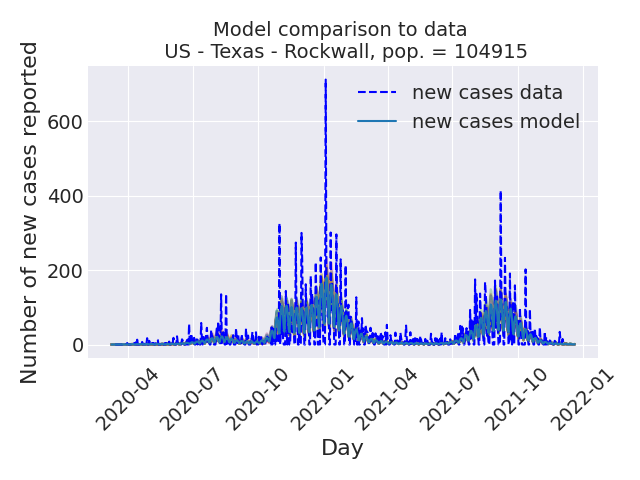 Model comparison to data
US - Texas - Rockwall, pop. = 104915
Number of new cases reported
600
400
200
0
new cases data
new cases model
2020-04
2020-07
2020-10
2021-01
2021-04
2021-07
2021-10
2022-01
Day